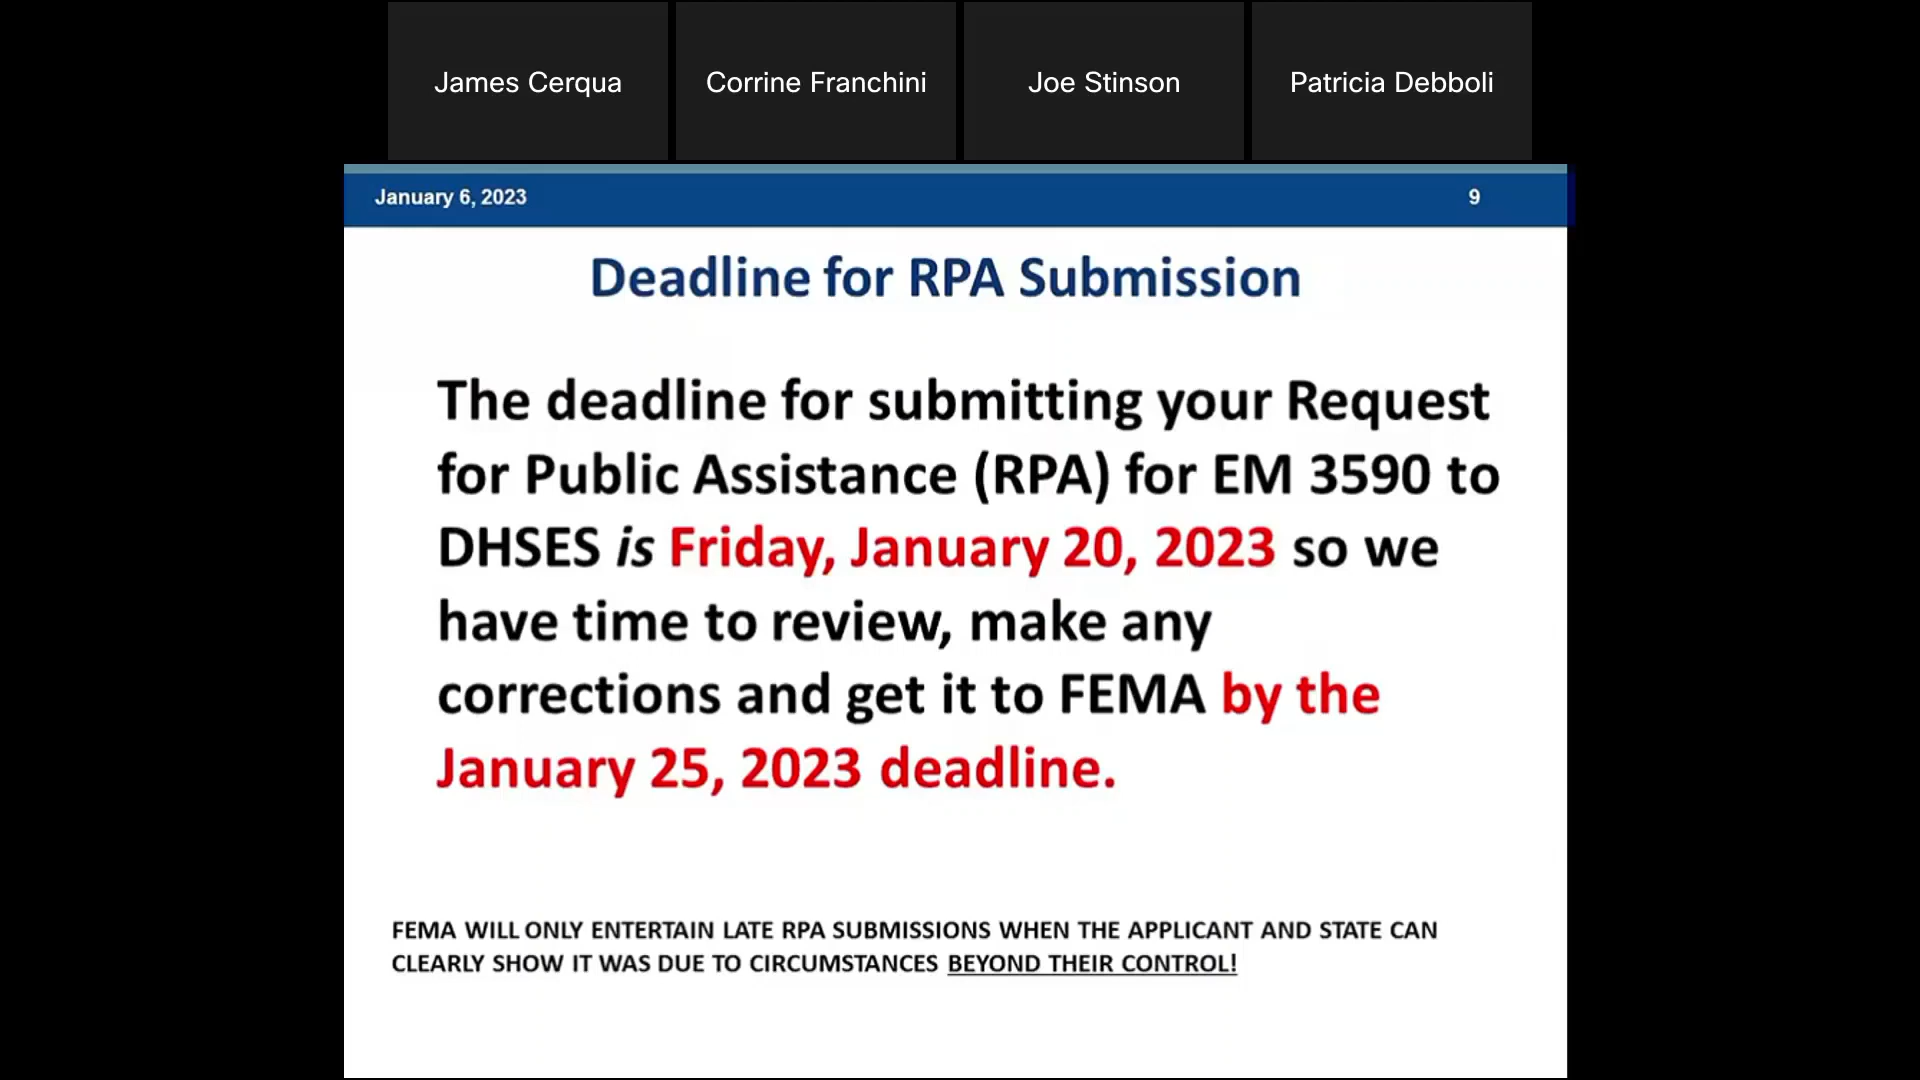 James Cerqua
Corrine Franchini
Joe Stinson
Patricia Debboli
January 6, 2023
9
Deadline for RPA Submission
The deadline for submitting your Request
for Public Assistance (RPA) for EM 3590 to
DHSES is Friday, January 20, 2023 so we
have time to review, make any
corrections and get it to FEMA by the
January 25, 2023 deadline.
FEMA WILL ONLY ENTERTAIN LATE RPA SUBMISSIONS WHEN THE APPLICANT AND STATE CAN
CLEARLY SHOW IT WAS DUE TO CIRCUMSTANCES BEYOND THEIR CONTROL!